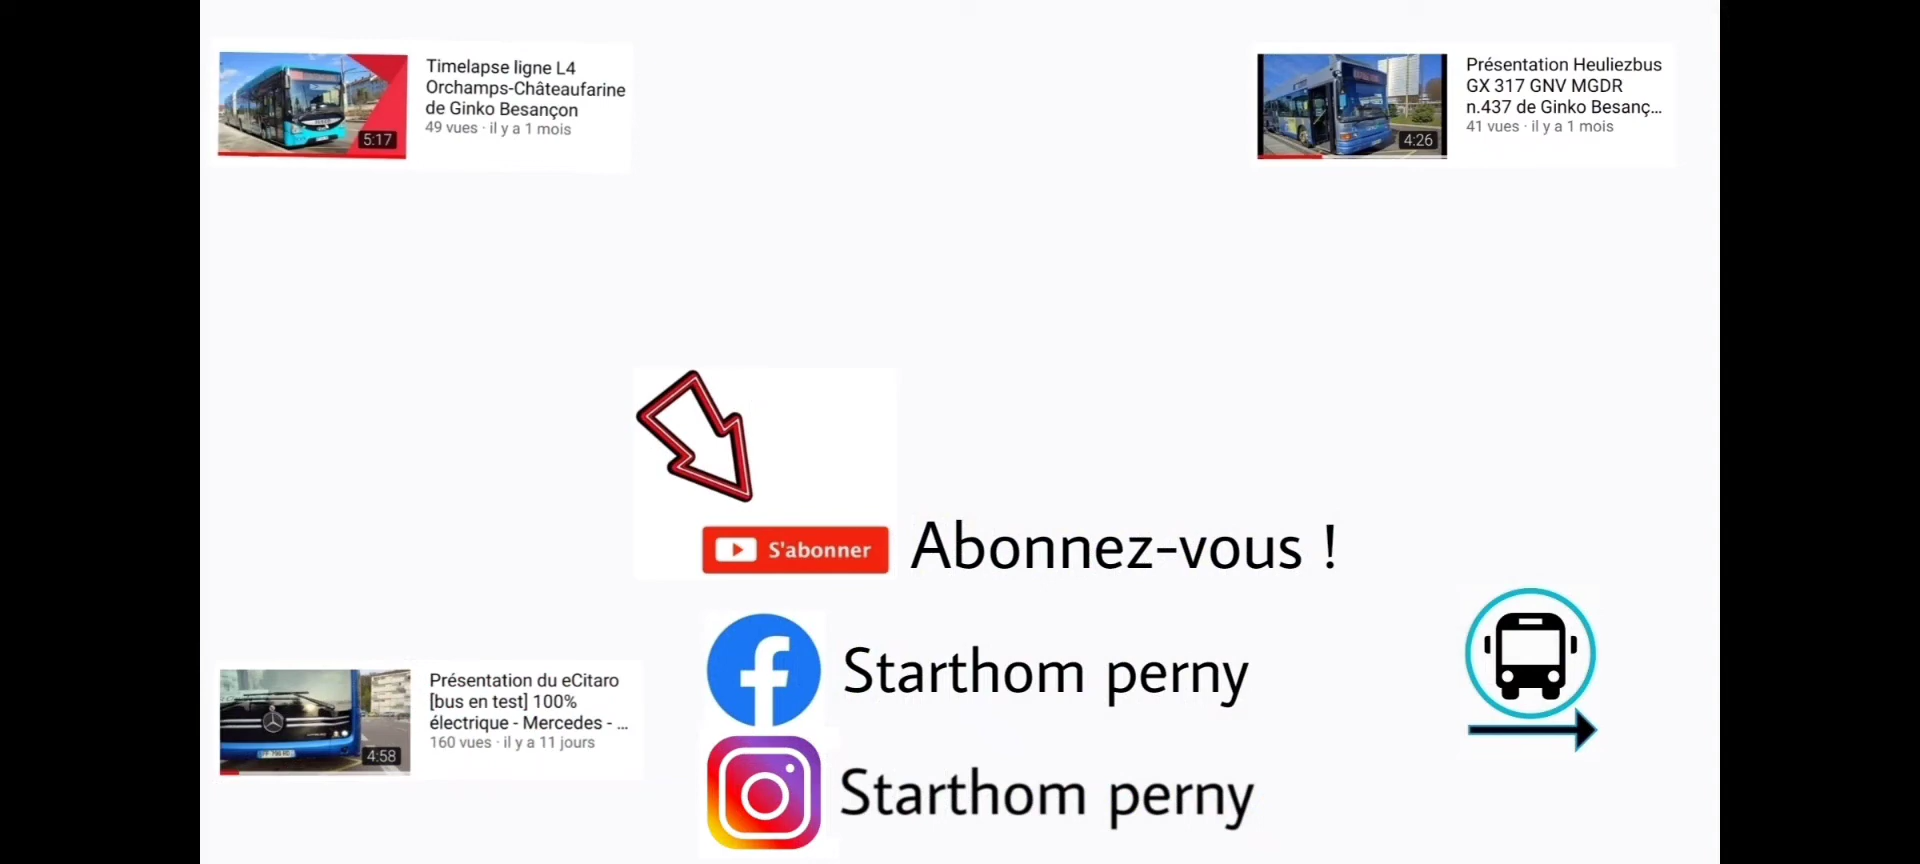 Timelapse ligne L4
Orchamps-Châteaufarine
de Ginko Besançon
49 vues · il y a 1 mois
5:17
Présentation Heuliezbus
GX 317 GNV MGDR
n.437 de Ginko Besanç...
41 vues · il y a 1 mois
4:26
S'abonner
Abonnez-vous !
Starthom perny
Présentation du eCitaro
[bus en test] 100%
électrique - Mercedes - ...
160 vues · il y a 11 jours
4:58
Starthom perny